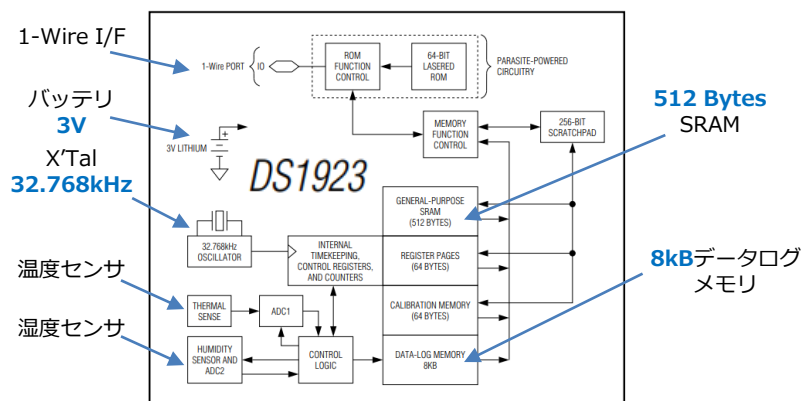 1-Wire I/F
バッテリ
3V
X'Tal
32.768kHz
温度センサ
湿度センサ
1-Wire PORT
IO
ROM
FUNCTION
CONTROL
64-BIT
LASERED
ROM
PARASITE-POWERED
CIRCUITRY
3V LITHIUM
+
MEMORY
FUNCTION
CONTROL
256-BIT
SCRATCHPAD
DS1923
GENERAL-PURPOSE
SRAM
(512 BYTES)
32.768kHz
OSCILLATOR
INTERNAL
TIMEKEEPING,
CONTROL REGISTERS,
AND COUNTERS
REGISTER PAGES
(64 BYTES)
CALIBRATION MEMORY
(64 BYTES)
THERMAL
SENSE
ADC1
HUMIDITY
SENSOR AND
ADC2
CONTROL
LOGIC
DATA-LOG MEMORY
8KB
512 Bytes
SRAM
8kBデータログ
メモリ